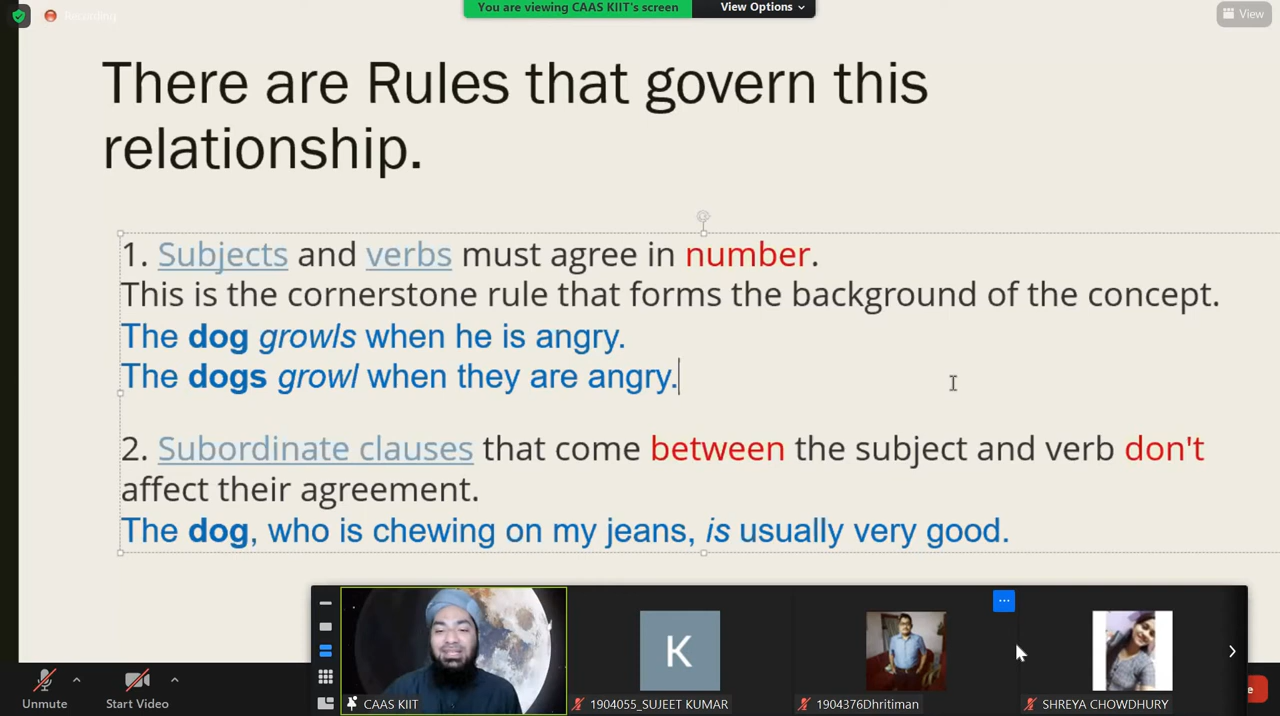 Recording
You are viewing CAAS KIIT's screen
View Options
View
There are Rules that govern this
relationship.
1. Subjects and verbs must agree in number.
This is the cornerstone rule that forms the background of the concept.
The dog growls when he is angry.
The dogs growl when they are angry.
2. Subordinate clauses that come between the subject and verb don't
affect their agreement.
The dog, who is chewing on my jeans, is usually very good.
K
CAAS KIIT
1904055_SUJEET KUMAR
1904376Dhritiman
SHREYA CHOWDHURY
Unmute
Start Video